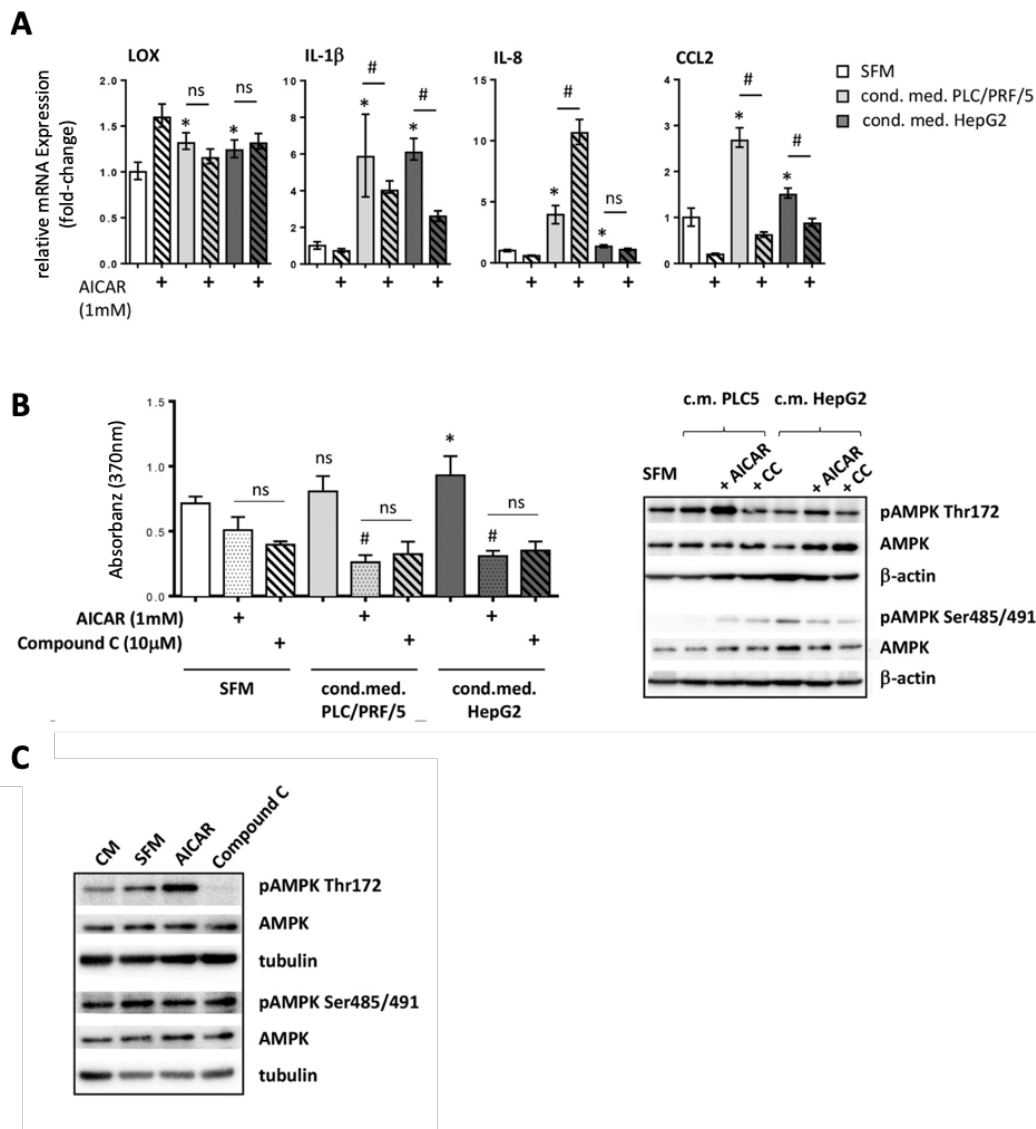 A
LOX
IL-1β
IL-8
CCL2
SFM
cond. med. PLC/PRF/5
cond. med. HepG2
relative mRNA Expression
(fold-change)
2.0
1.5
1.0
0.5
0.0
* ns * ns
10
8
6
4
2
0
* # * #
15
10
5
0
* # * ns
4
3
2
1
0
* # * #
AICAR
(1mM)
+ + +
+ + +
+ + +
+ + +
B
Absorbanz (370nm)
1.5
1.0
0.5
0.0
ns
ns
#
ns
*
#
ns
AICAR (1mM) + + +
Compound C (10μM) + + +
SFM
cond.med.
PLC/PRF/5
cond.med.
HepG2
c.m. PLC5 c.m. HepG2
SFM + AICAR + CC + AICAR + CC
pAMPK Thr172
AMPK
β-actin
pAMPK Ser485/491
AMPK
β-actin
C
CM SFM AICAR Compound C
pAMPK Thr172
AMPK
tubulin
pAMPK Ser485/491
AMPK
tubulin